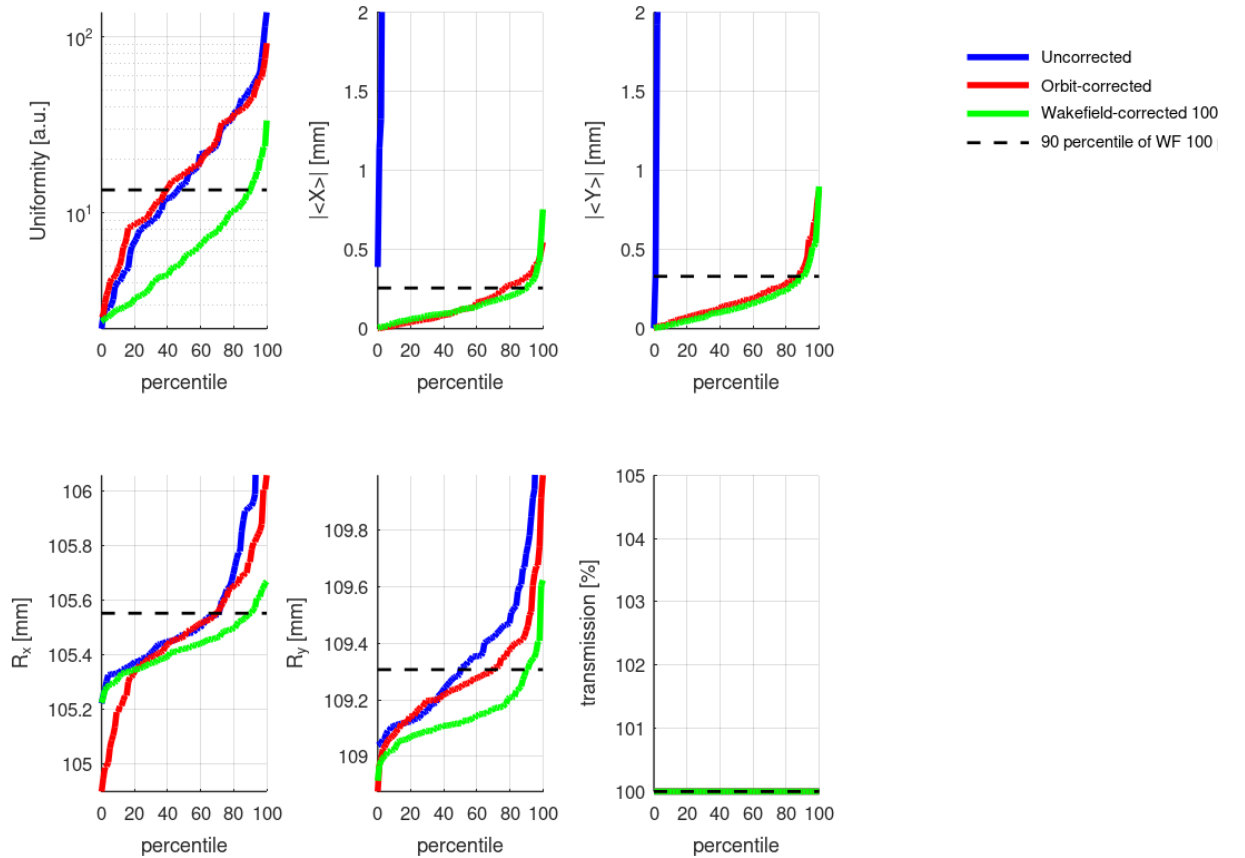 Uniformity [a.u.]
10²
10¹
0 20 40 60 80 100
percentile
|<X>| [mm]
2
1.5
1
0.5
0
0 20 40 60 80 100
percentile
|<Y>| [mm]
2
1.5
1
0.5
0
0 20 40 60 80 100
percentile
Uncorrected
Orbit-corrected
Wakefield-corrected 100
90 percentile of WF 100
Rₓ [mm]
106
105.8
105.6
105.4
105.2
105
0 20 40 60 80 100
percentile
R_y [mm]
109.8
109.6
109.4
109.2
109
0 20 40 60 80 100
percentile
transmission [%]
105
104
103
102
101
100
0 20 40 60 80 100
percentile